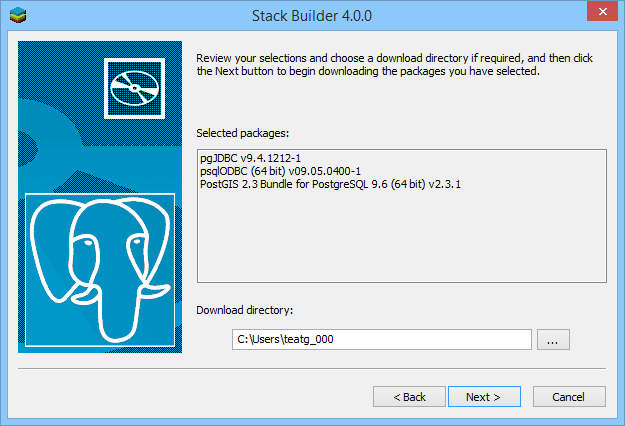 Stack Builder 4.0.0
Review your selections and choose a download directory if required, and then click
the Next button to begin downloading the packages you have selected.
Selected packages:
pgJDBC v9.4.1212-1
psqlODBC (64 bit) v09.05.0400-1
PostGIS 2.3 Bundle for PostgreSQL 9.6 (64 bit) v2.3.1
Download directory:
C:\Users\teatg_000
...
< Back
Next >
Cancel